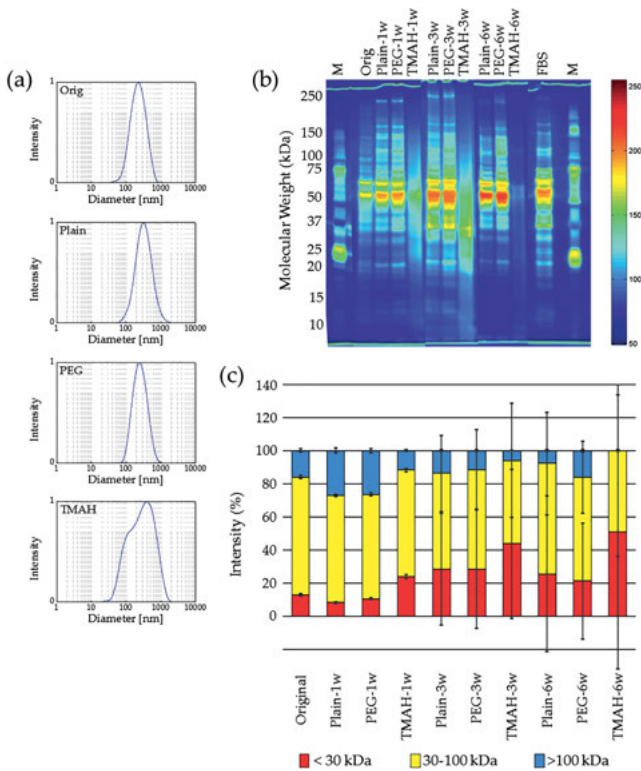 (a)
Orig
Intensity
1
0
1 10 100 1000 10000
Diameter [nm]
Plain
Intensity
1
0
1 10 100 1000 10000
Diameter [nm]
PEG
Intensity
1
0
1 10 100 1000 10000
Diameter [nm]
TMAH
Intensity
1
0
1 10 100 1000 10000
Diameter [nm]
(b)
M
Orig
Plain-1w
PEG-1w
TMAH-1w
Plain-3w
PEG-3w
TMAH-3w
Plain-6w
PEG-6w
TMAH-6w
FBS
M
Molecular Weight (kDa)
250
150
100
75
50
37
25
20
15
10
250
200
150
100
50
(c)
Intensity (%)
140
120
100
80
60
40
20
0
Original
Plain-1w
PEG-1w
TMAH-1w
Plain-3w
PEG-3w
TMAH-3w
Plain-6w
PEG-6w
TMAH-6w
< 30 kDa
30-100 kDa
>100 kDa